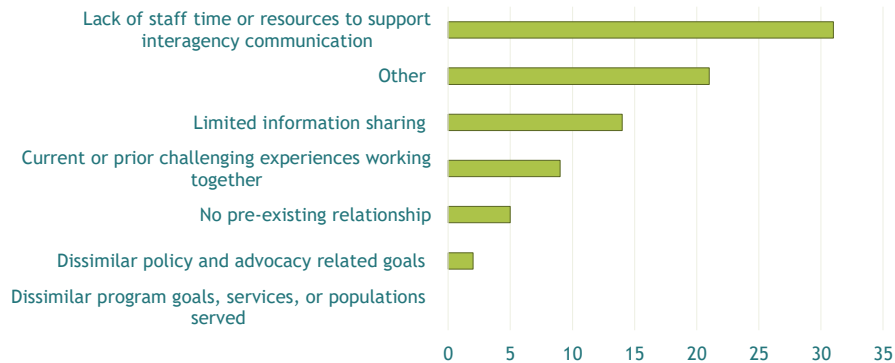 Lack of staff time or resources to support
interagency communication
Other
Limited information sharing
Current or prior challenging experiences working
together
No pre-existing relationship
Dissimilar policy and advocacy related goals
Dissimilar program goals, services, or populations
served
0 5 10 15 20 25 30 35